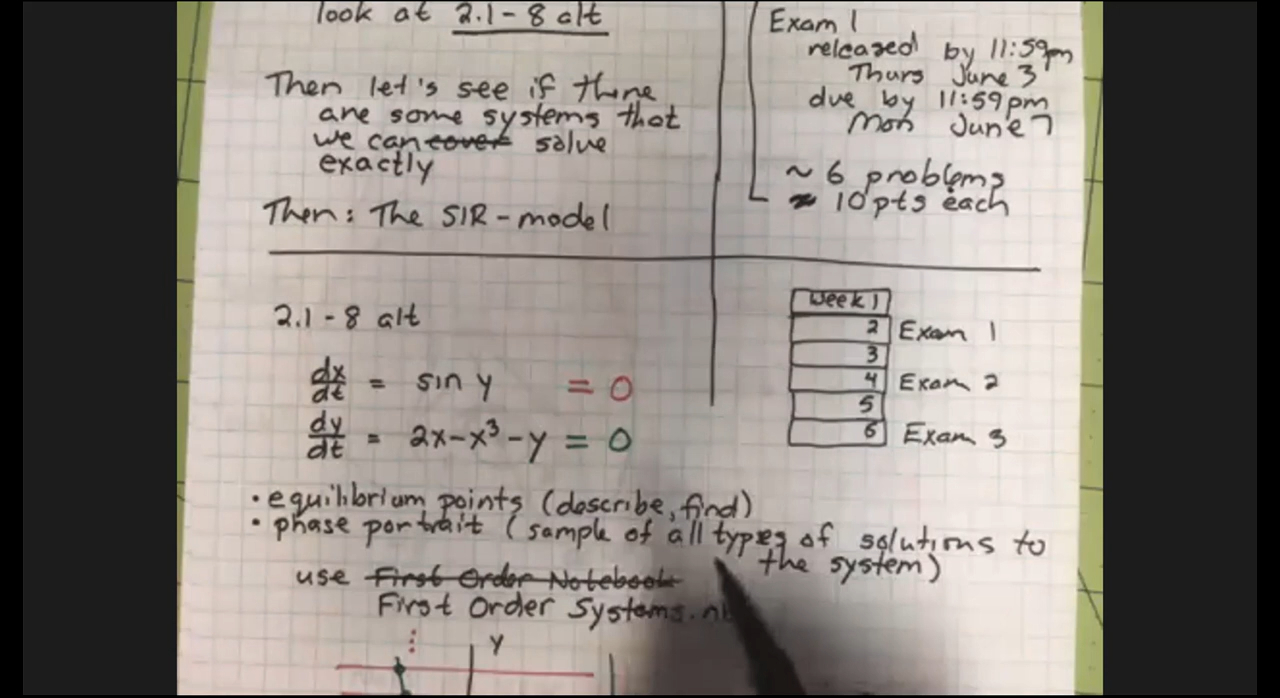 look at 2.1-8 alt
Then let's see if there
are some systems that
we can cover solve
exactly
Then: The SIR-model
Exam 1
released by 11:59pm
Thurs June 3
due by 11:59pm
Mon June 7
~ 6 problems
≈ 10 pts each
2.1-8 alt
dx/dt = sin y = 0
dy/dt = 2x-x³-y = 0
Week 1
2 Exam 1
3
4 Exam 2
5
6 Exam 3
• equilibrium points (describe, find)
• phase portrait (sample of all types of solutions to
the system)
use First Order Notebook
First Order Systems.nb
y